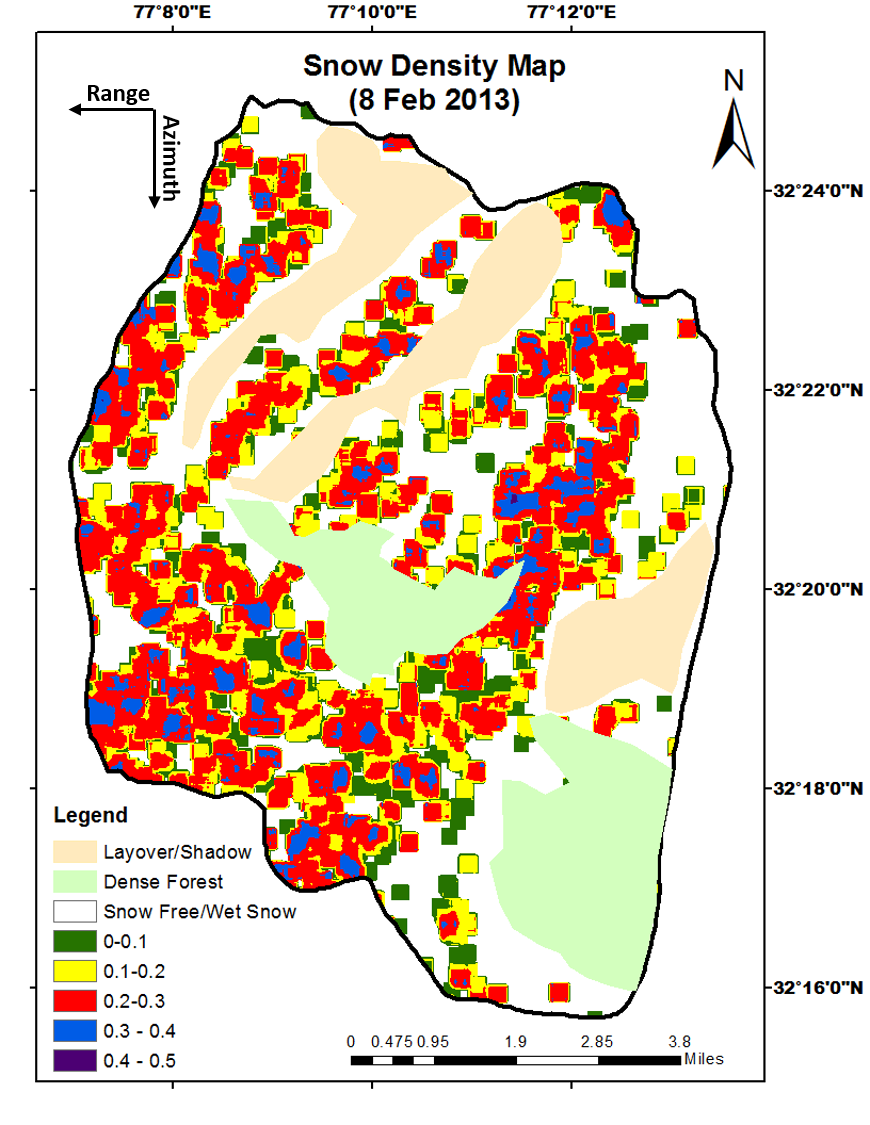 77°8'0"E 77°10'0"E 77°12'0"E
Snow Density Map
(8 Feb 2013)
Range
Azimuth
N
32°24'0"N
32°22'0"N
32°20'0"N
32°18'0"N
32°16'0"N
Legend
Layover/Shadow
Dense Forest
Snow Free/Wet Snow
0-0.1
0.1-0.2
0.2-0.3
0.3 - 0.4
0.4 - 0.5
0 0.475 0.95 1.9 2.85 3.8
Miles